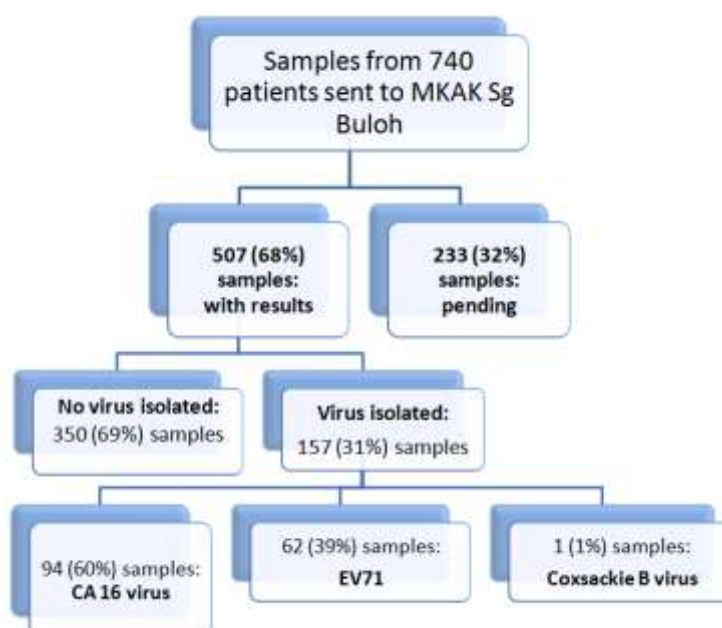 Samples from 740
patients sent to MKAK Sg
Buloh
507 (68%)
samples:
with results
233 (32%)
samples:
pending
No virus isolated:
350 (69%) samples
Virus isolated:
157 (31%) samples
94 (60%) samples:
CA 16 virus
62 (39%) samples:
EV71
1 (1%) samples:
Coxsackie B virus